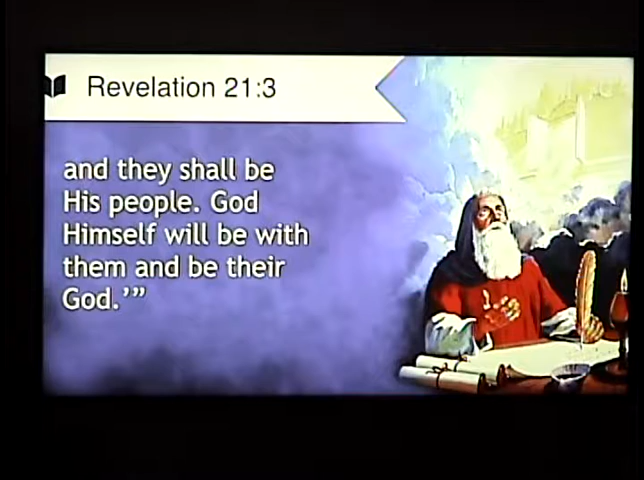 Revelation 21:3
and they shall be
His people. God
Himself will be with
them and be their
God.’”